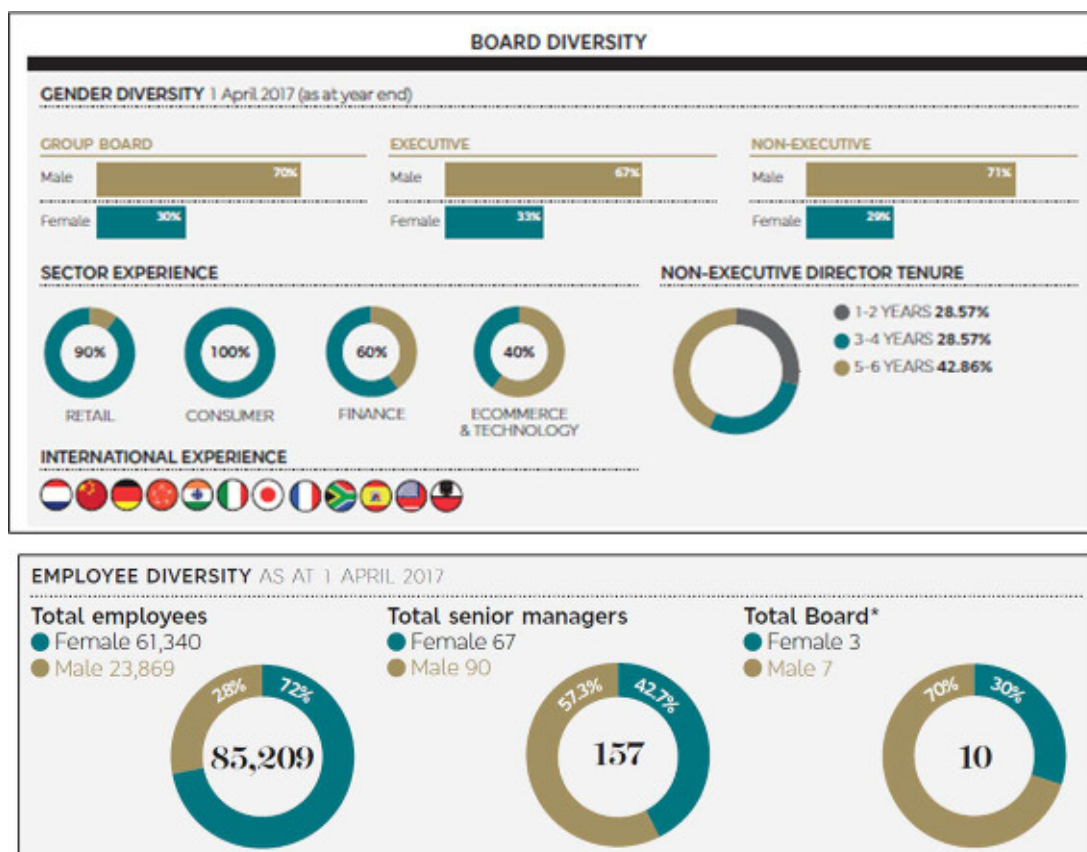 BOARD DIVERSITY
GENDER DIVERSITY 1 April 2017 (as at year end)
GROUP BOARD
Male 70%
Female 30%
EXECUTIVE
Male 67%
Female 33%
NON-EXECUTIVE
Male 71%
Female 29%
SECTOR EXPERIENCE
90%
RETAIL
100%
CONSUMER
60%
FINANCE
40%
ECOMMERCE
& TECHNOLOGY
NON-EXECUTIVE DIRECTOR TENURE
1-2 YEARS 28.57%
3-4 YEARS 28.57%
5-6 YEARS 42.86%
INTERNATIONAL EXPERIENCE
EMPLOYEE DIVERSITY AS AT 1 APRIL 2017
Total employees
Female 61,340
Male 23,869
28% 72%
85,209
Total senior managers
Female 67
Male 90
57.3% 42.7%
157
Total Board*
Female 3
Male 7
70% 30%
10